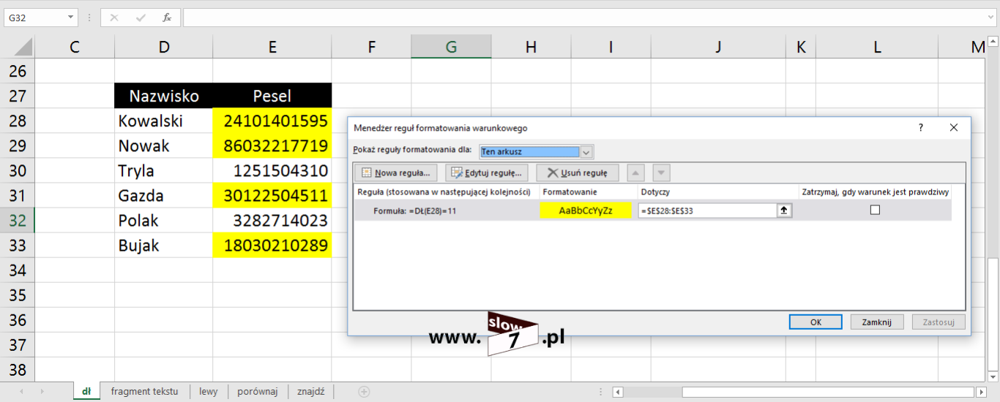 G32 fx
C D E F G H I J K L M
26
27 Nazwisko Pesel
28 Kowalski 24101401595
29 Nowak 86032217719
30 Tryla 1251504310
31 Gazda 30122504511
32 Polak 3282714023
33 Bujak 18030210289
34
35
36
37
38
Menedżer reguł formatowania warunkowego ?
Pokaż reguły formatowania dla: Ten arkusz
Nowa reguła... Edytuj regułę... Usuń regułę
Reguła (stosowana w następującej kolejności) Formatowanie Dotyczy Zatrzymaj, gdy warunek jest prawdziwy
Formuła: =DŁ(E28)=11 AaBbCcYyZz =$E$28:$E$33
OK Zamknij Zastosuj
www.slow7.pl
dł fragment tekstu lewy porównaj znajdź